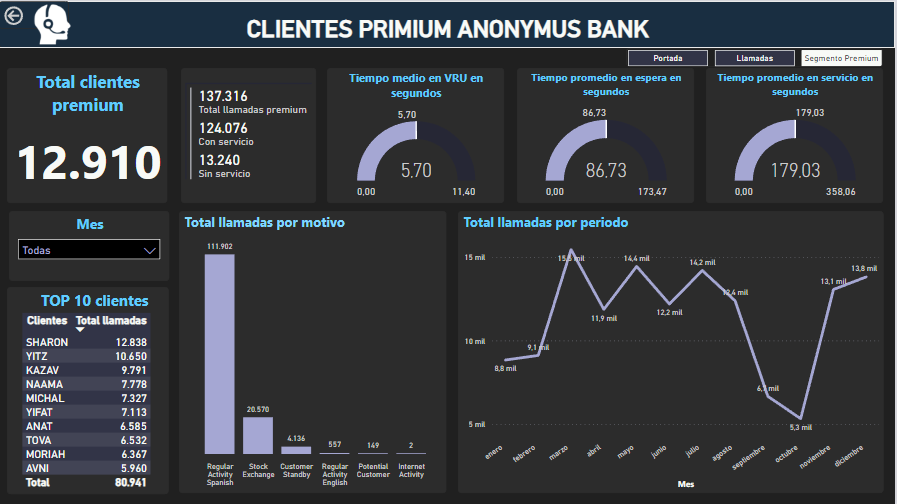 CLIENTES PRIMIUM ANONYMUS BANK
Portada
Llamadas
Segmento Premium
Total clientes
premium
12.910
137.316
Total llamadas premium
124.076
Con servicio
13.240
Sin servicio
Tiempo medio en VRU en
segundos
5,70
5,70
0,00
11,40
Tiempo promedio en espera en
segundos
86,73
86,73
0,00
173,47
Tiempo promedio en servicio en
segundos
179,03
179,03
0,00
358,06
Mes
Todas
TOP 10 clientes
Clientes Total llamadas
SHARON 12.838
YITZ 10.650
KAZAV 9.791
NAAMA 7.778
MICHAL 7.327
YIFAT 7.113
ANAT 6.585
TOVA 6.532
MORIAH 6.367
AVNI 5.960
Total 80.941
Total llamadas por motivo
111.902
20.570
4.136
557
149
2
Regular
Activity
Spanish
Stock
Exchange
Customer
Standby
Regular
Activity
English
Potential
Customer
Internet
Activity
Total llamadas por periodo
15 mil
10 mil
5 mil
8,8 mil
9,1 mil
mil
11,9 mil
14,4 mil
12,2 mil
14,2 mil
12,4 mil
mil
5,3 mil
13,1 mil
13,8 mil
enero
febrero
marzo
abril
mayo
junio
julio
agosto
septiembre
octubre
noviembre
diciembre
Mes